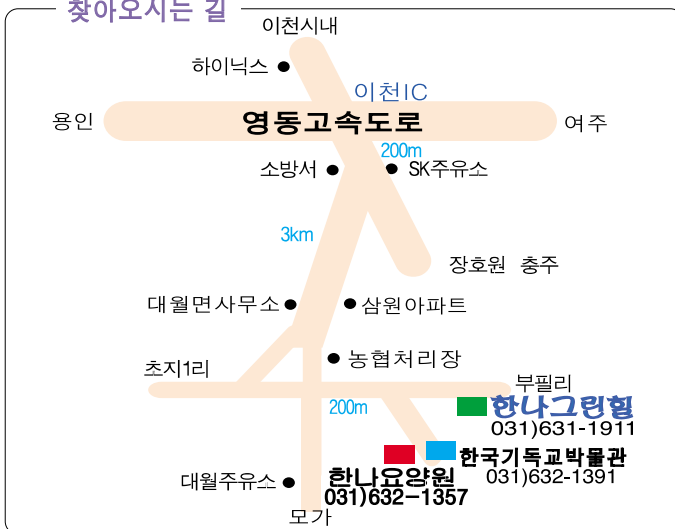 찾아오시는 길
이천시내
하이닉스
이천IC
용인
영동고속도로
여주
200m
소방서
SK주유소
3km
장호원 충주
대월면사무소
삼원아파트
농협처리장
초지1리
부필리
200m
한나그린힐
031)631-1911
한국기독교박물관
031)632-1391
한나요양원
031)632-1357
대월주유소
모가